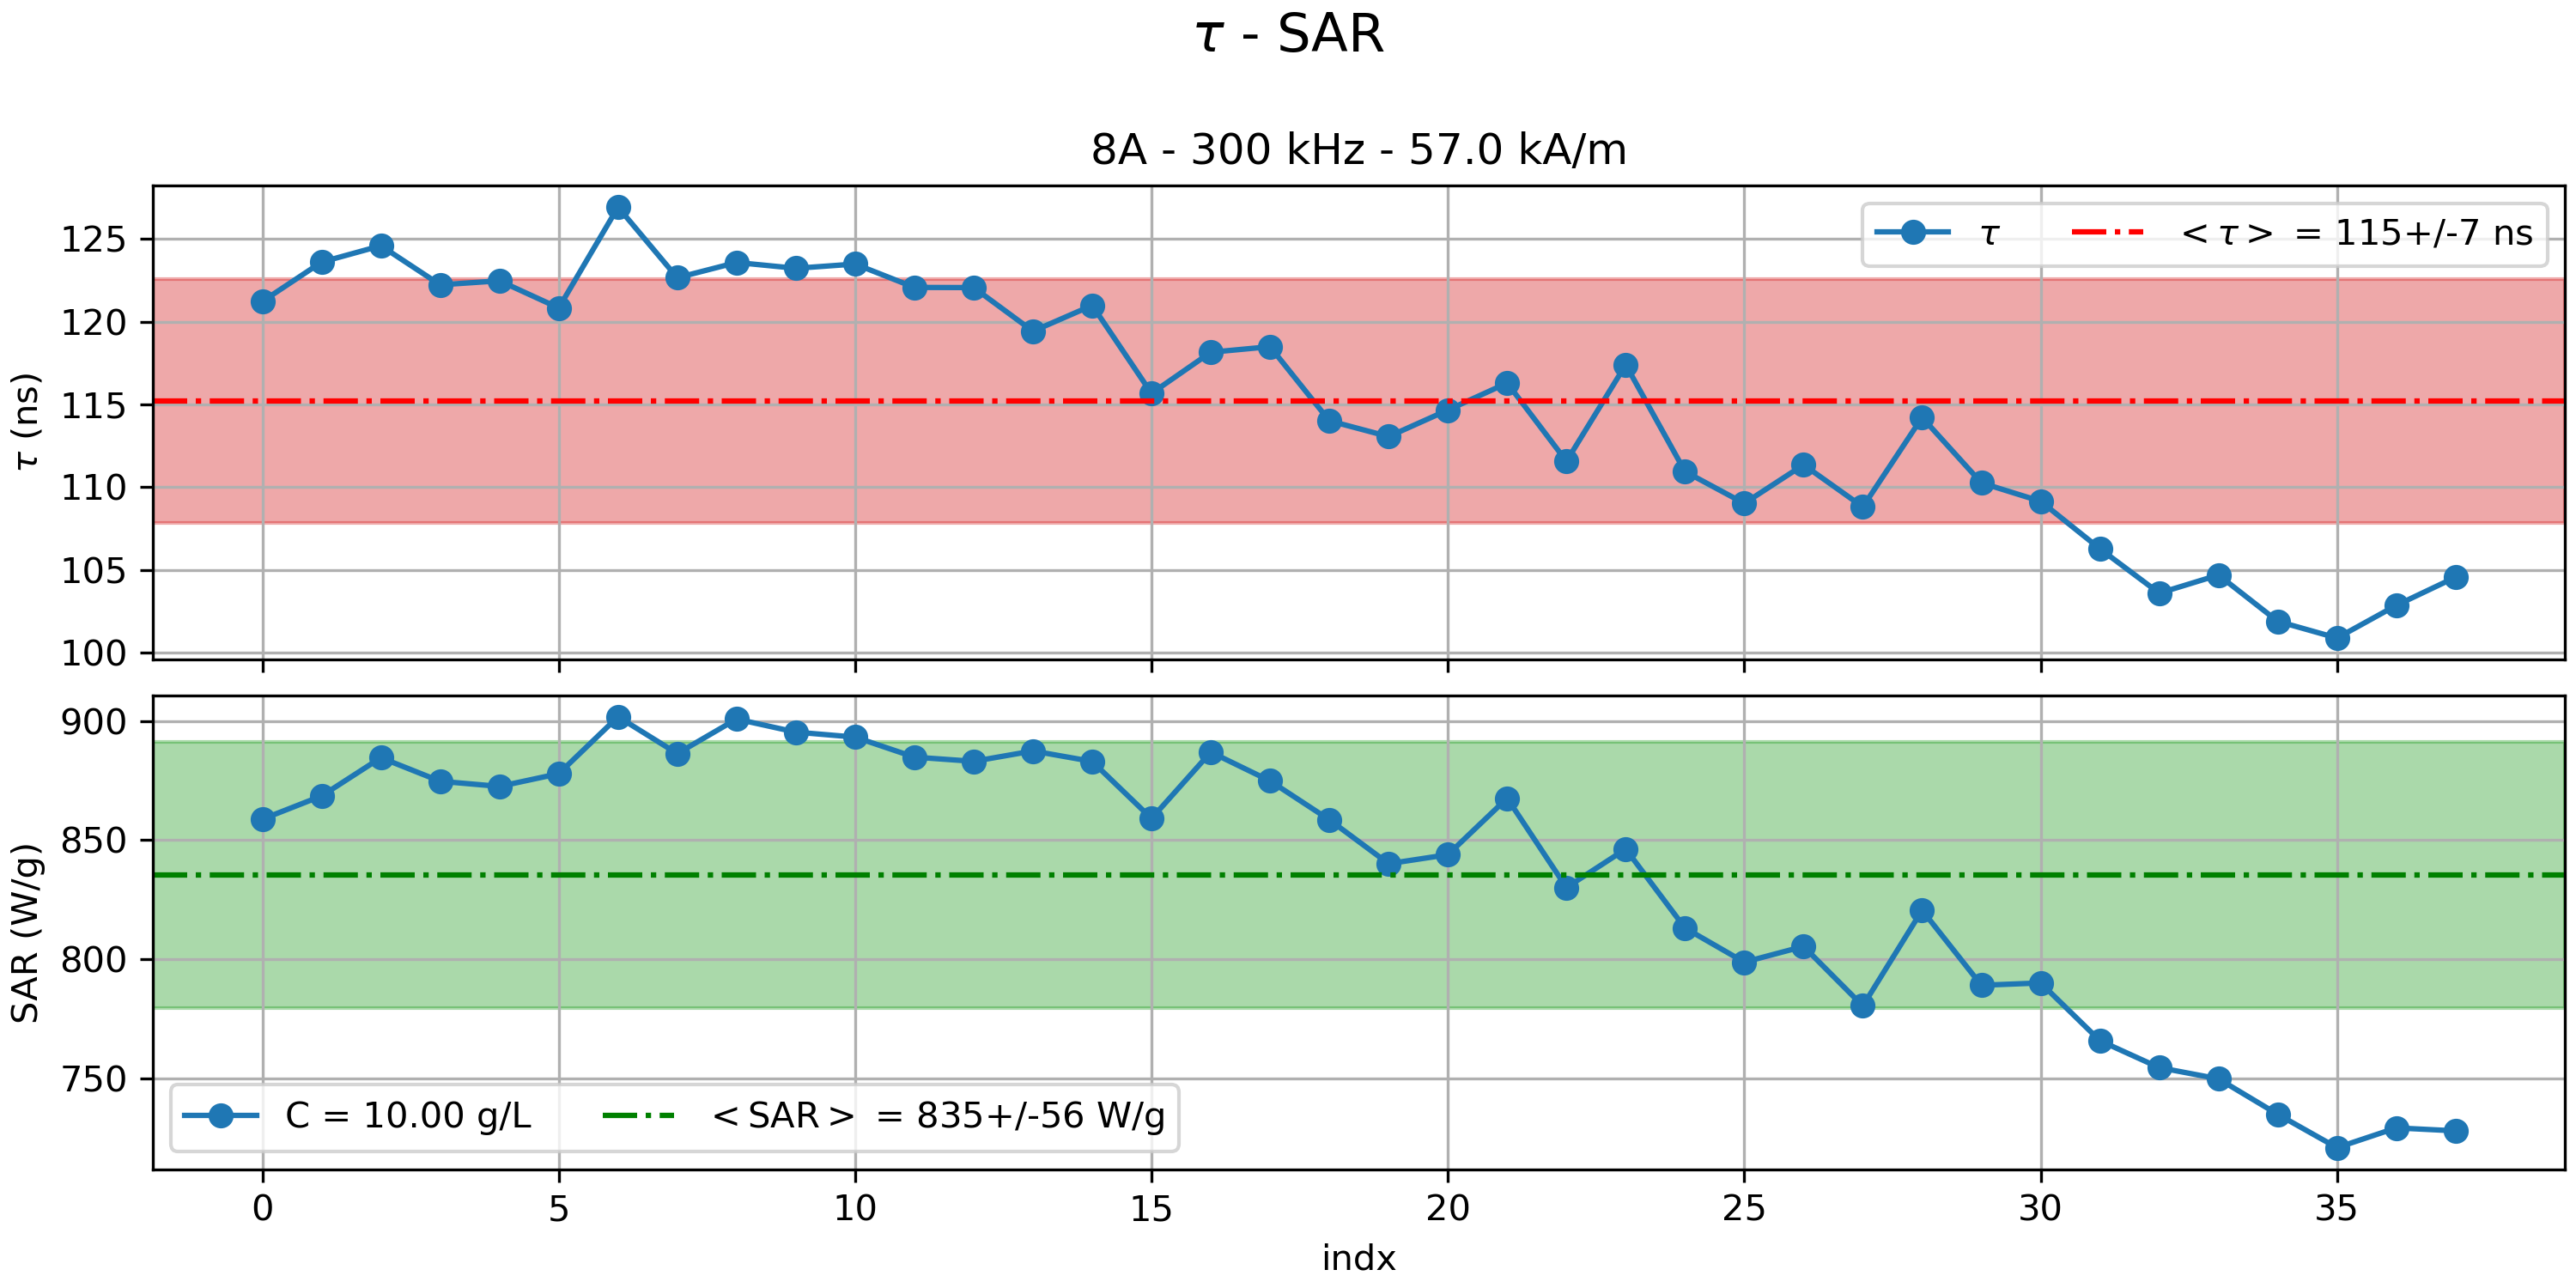 τ - SAR
8A - 300 kHz - 57.0 kA/m
τ (ns)
125
120
115
110
105
100
τ
<τ> = 115+/-7 ns
SAR (W/g)
900
850
800
750
C = 10.00 g/L
<SAR> = 835+/-56 W/g
0 5 10 15 20 25 30 35
indx